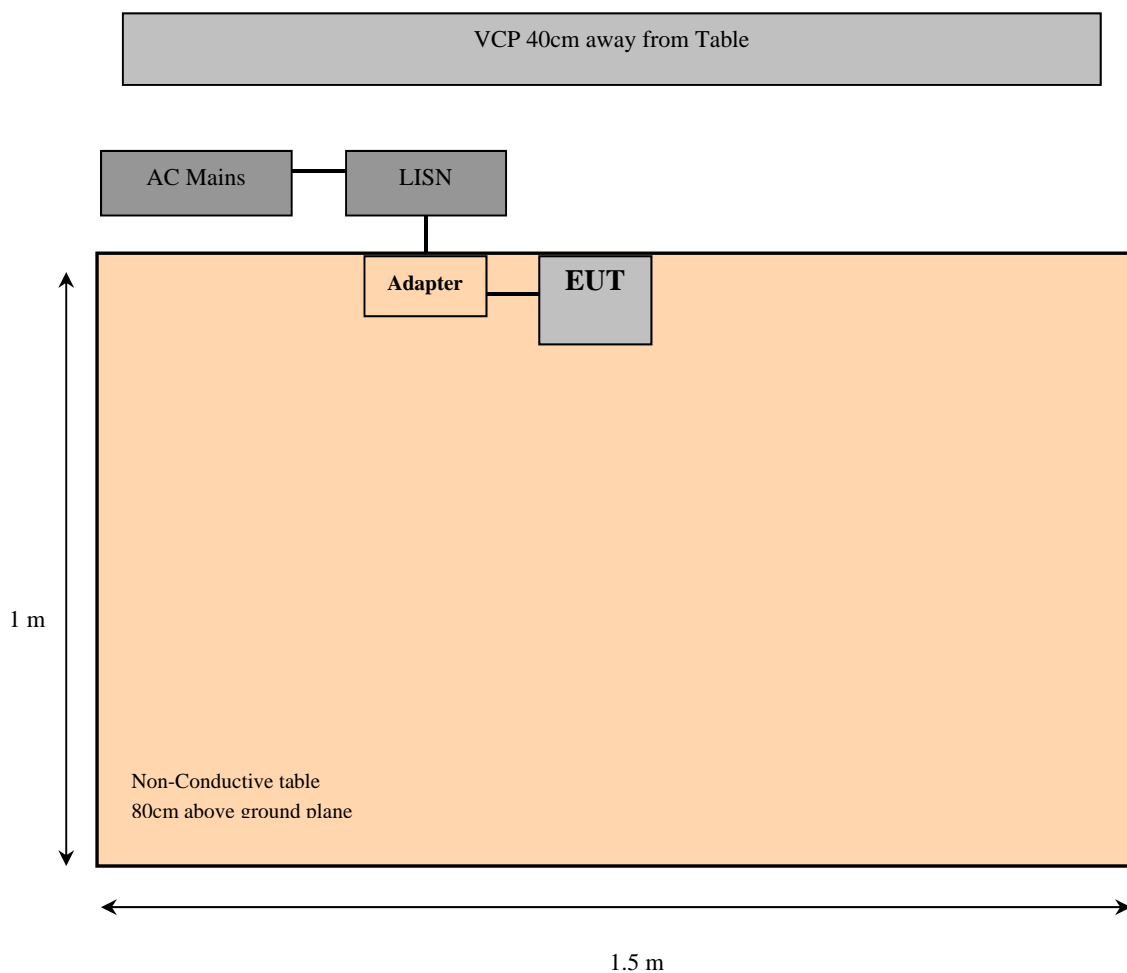 VCP 40cm away from Table
AC Mains
LISN
Adapter
EUT
1 m
Non-Conductive table
80cm above ground plane
1.5 m